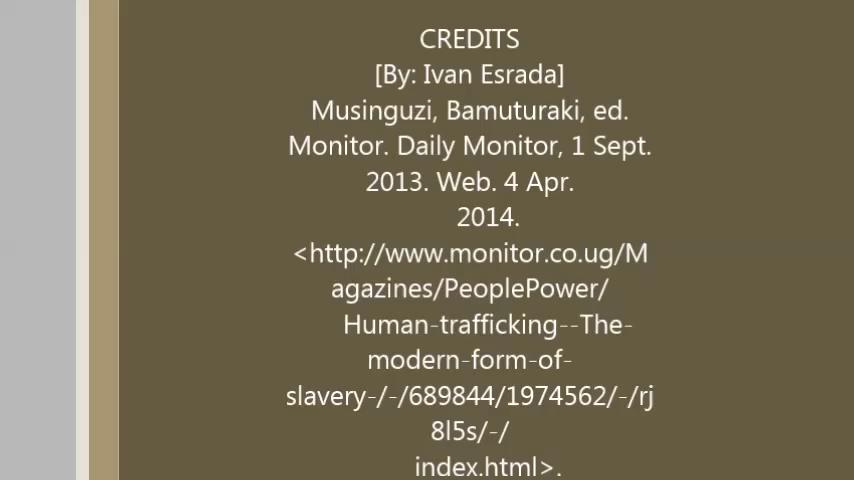 CREDITS
[By: Ivan Esrada]
Musinguzi, Bamuturaki, ed.
Monitor. Daily Monitor, 1 Sept.
2013. Web. 4 Apr.
2014.
<http://www.monitor.co.ug/M
agazines/PeoplePower/
Human-trafficking--The-
modern-form-of-
slavery-/-/689844/1974562/-/rj
8l5s/-/
index.html>.